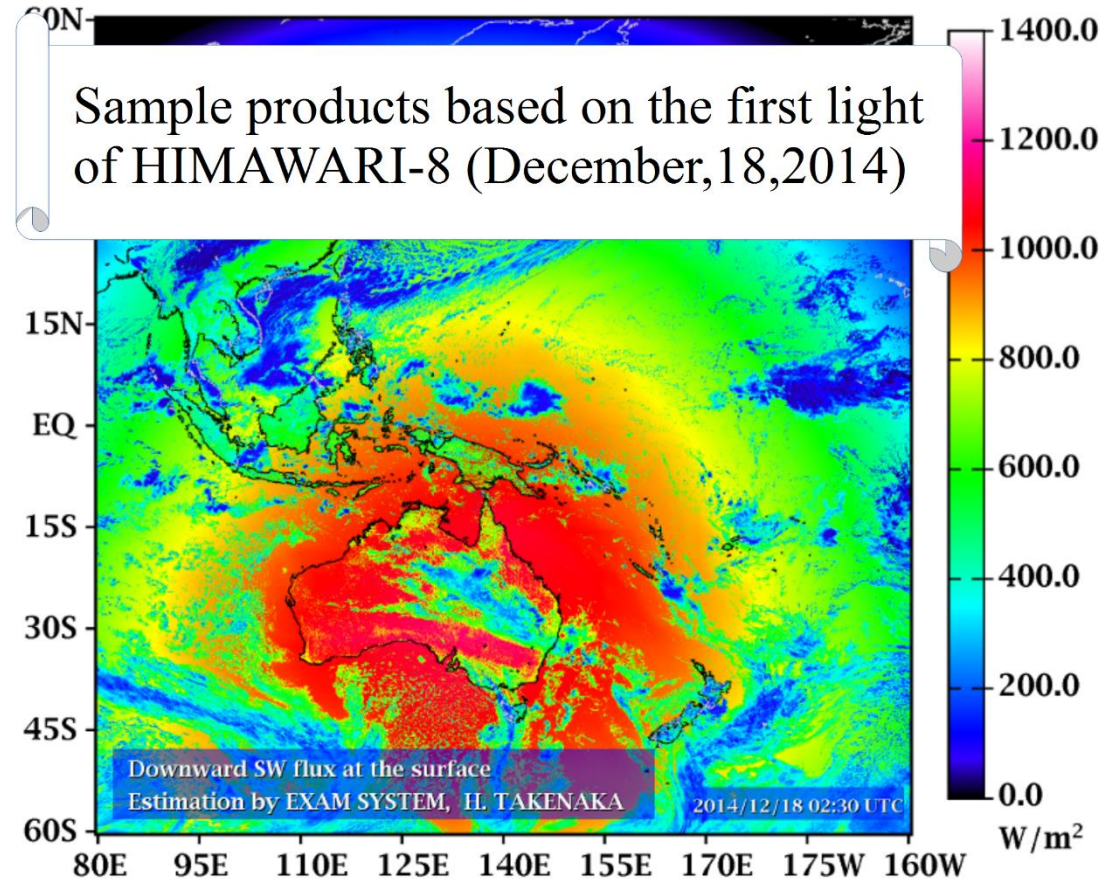 60N
Sample products based on the first light
of HIMAWARI-8 (December,18,2014)
15N
EQ
15S
30S
45S
60S
80E 95E 110E 125E 140E 155E 170E 175W 160W
Downward SW flux at the surface
Estimation by EXAM SYSTEM, H. TAKENAKA
2014/12/18 02:30 UTC
1400.0
1200.0
1000.0
800.0
600.0
400.0
200.0
0.0
W/m²